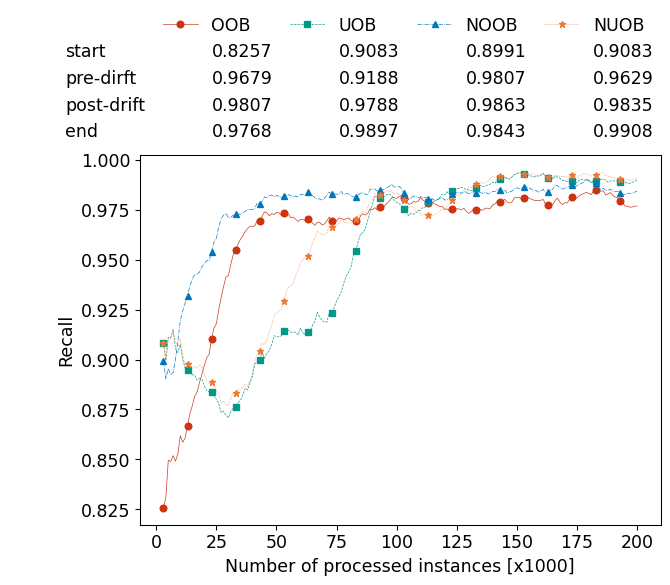 OOB UOB NOOB NUOB
start 0.8257 0.9083 0.8991 0.9083
pre-dirft 0.9679 0.9188 0.9807 0.9629
post-drift 0.9807 0.9788 0.9863 0.9835
end 0.9768 0.9897 0.9843 0.9908
1.000
0.975
0.950
0.925
0.900
0.875
0.850
0.825
Recall
0 25 50 75 100 125 150 175 200
Number of processed instances [x1000]